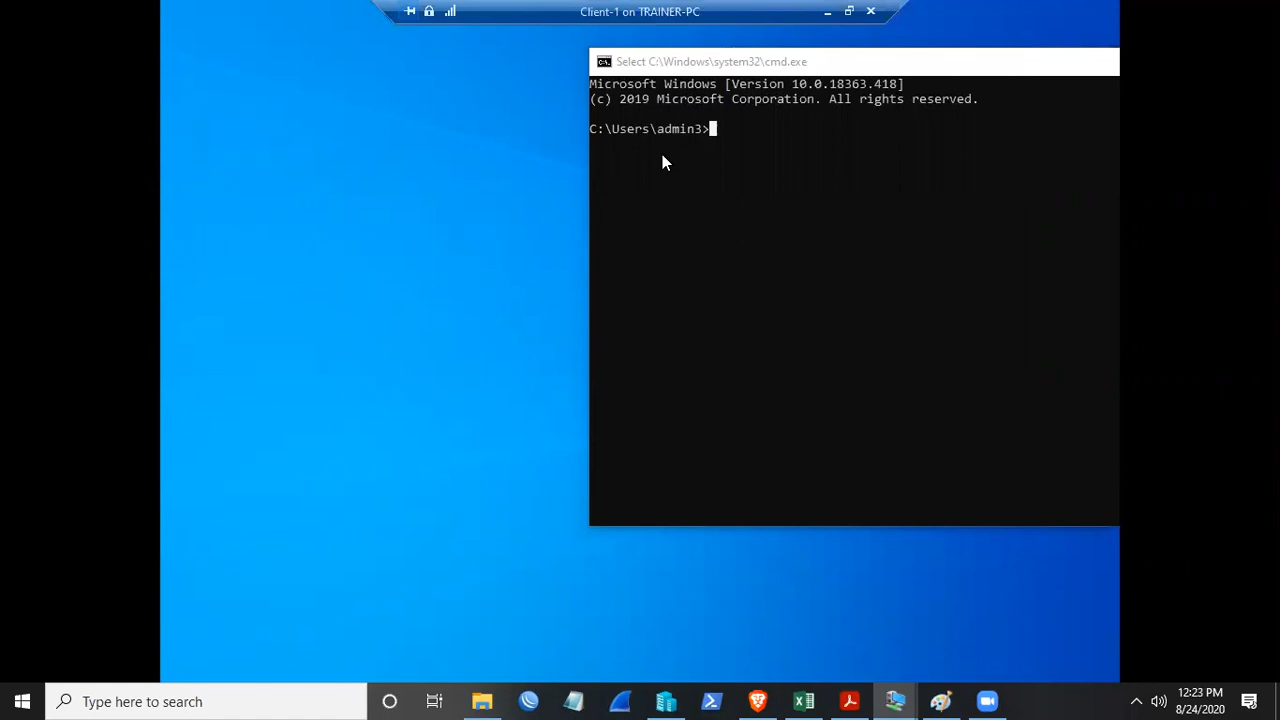 Client-1 on TRAINER-PC
Select C:\Windows\system32\cmd.exe
Microsoft Windows [Version 10.0.18363.418]
(c) 2019 Microsoft Corporation. All rights reserved.
C:\Users\admin3>
Type here to search
12:23 PM
8/24/2020